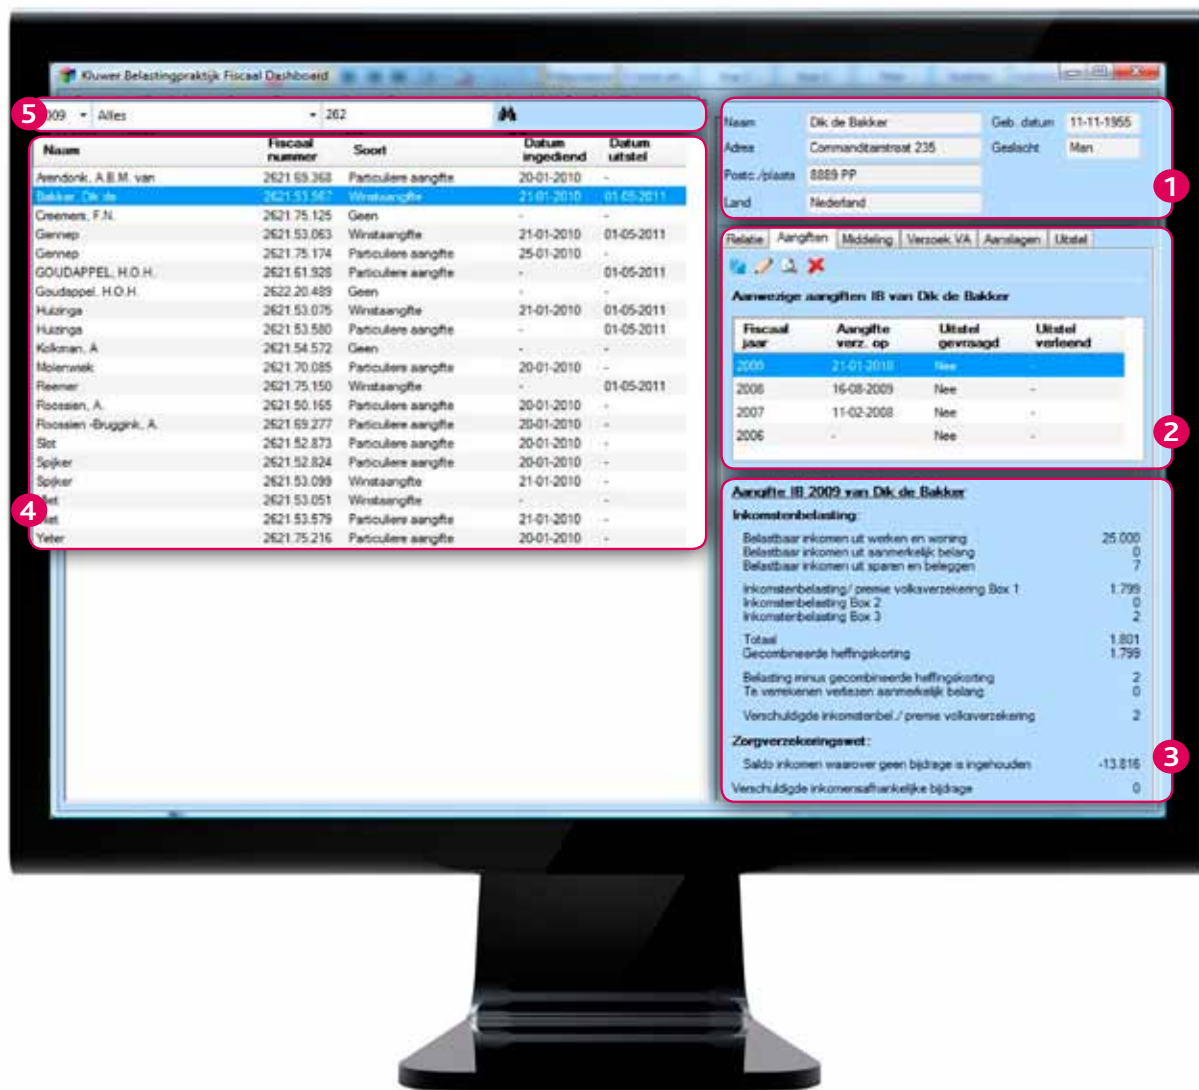 Kluwer Belastingpraktijk Fiscaal Dashboard
5
Alles
262
Naam Fiscaal nummer Soort Datum ingediend Datum uitstel
Arendonk, A.B.M. van 2621.69.368 Particuliere aangifte 20-01-2010 -
Bakker, Dik de 2621.53.567 Winstaangifte 21-01-2010 01-05-2011
Creemers, F.N. 2621.75.125 Geen - -
Gennep 2621.53.063 Winstaangifte 21-01-2010 01-05-2011
Gennep 2621.75.174 Particuliere aangifte 25-01-2010 -
GOUDAPPEL, H.O.H. 2621.61.928 Particuliere aangifte - 01-05-2011
Goudappel, H.O.H. 2622.20.489 Geen - -
Huizinga 2621.53.075 Winstaangifte 21-01-2010 01-05-2011
Huizinga 2621.53.580 Particuliere aangifte - 01-05-2011
Kolkman, A 2621.54.572 Geen - -
Molenwiek 2621.70.085 Particuliere aangifte 20-01-2010 -
Reemer 2621.75.150 Winstaangifte - 01-05-2011
Roossien, A. 2621.50.165 Particuliere aangifte 20-01-2010 -
Roossien -Bruggink, A. 2621.69.277 Particuliere aangifte 20-01-2010 -
Slot 2621.52.873 Particuliere aangifte 20-01-2010 -
Spijker 2621.52.824 Particuliere aangifte 20-01-2010 -
Spijker 2621.53.099 Winstaangifte 21-01-2010 -
2621.53.051 Winstaangifte - -
4
2621.53.579 Particuliere aangifte 21-01-2010 -
Yeter 2621.75.216 Particuliere aangifte 20-01-2010 -
Naam Dik de Bakker Geb. datum 11-11-1955
Adres Commanditairstraat 235 Geslacht Man
Postc./plaats 8889 PP
1
Land Nederland
Relatie Aangiften Middeling Verzoek VA Aanslagen Uitstel
Aanwezige aangiften IB van Dik de Bakker
Fiscaal jaar Aangifte verz. op Uitstel gevraagd Uitstel verleend
2009 21-01-2010 Nee -
2008 16-08-2009 Nee -
2007 11-02-2008 Nee -
2006 - Nee -
2
Aangifte IB 2009 van Dik de Bakker
Inkomstenbelasting:
Belastbaar inkomen uit werken en woning 25.000
Belastbaar inkomen uit aanmerkelijk belang 0
Belastbaar inkomen uit sparen en beleggen 7
Inkomstenbelasting/ premie volksverzekering Box 1 1.799
Inkomstenbelasting Box 2 0
Inkomstenbelasting Box 3 2
Totaal 1.801
Gecombineerde heffingskorting 1.799
Belasting minus gecombineerde heffingskorting 2
Te verrekenen verliezen aanmerkelijk belang 0
Verschuldigde inkomstenbel./ premie volksverzekering 2
Zorgverzekeringswet:
Saldo inkomen waarover geen bijdrage is ingehouden -13.816
3
Verschuldigde inkomensafhankelijke bijdrage 0